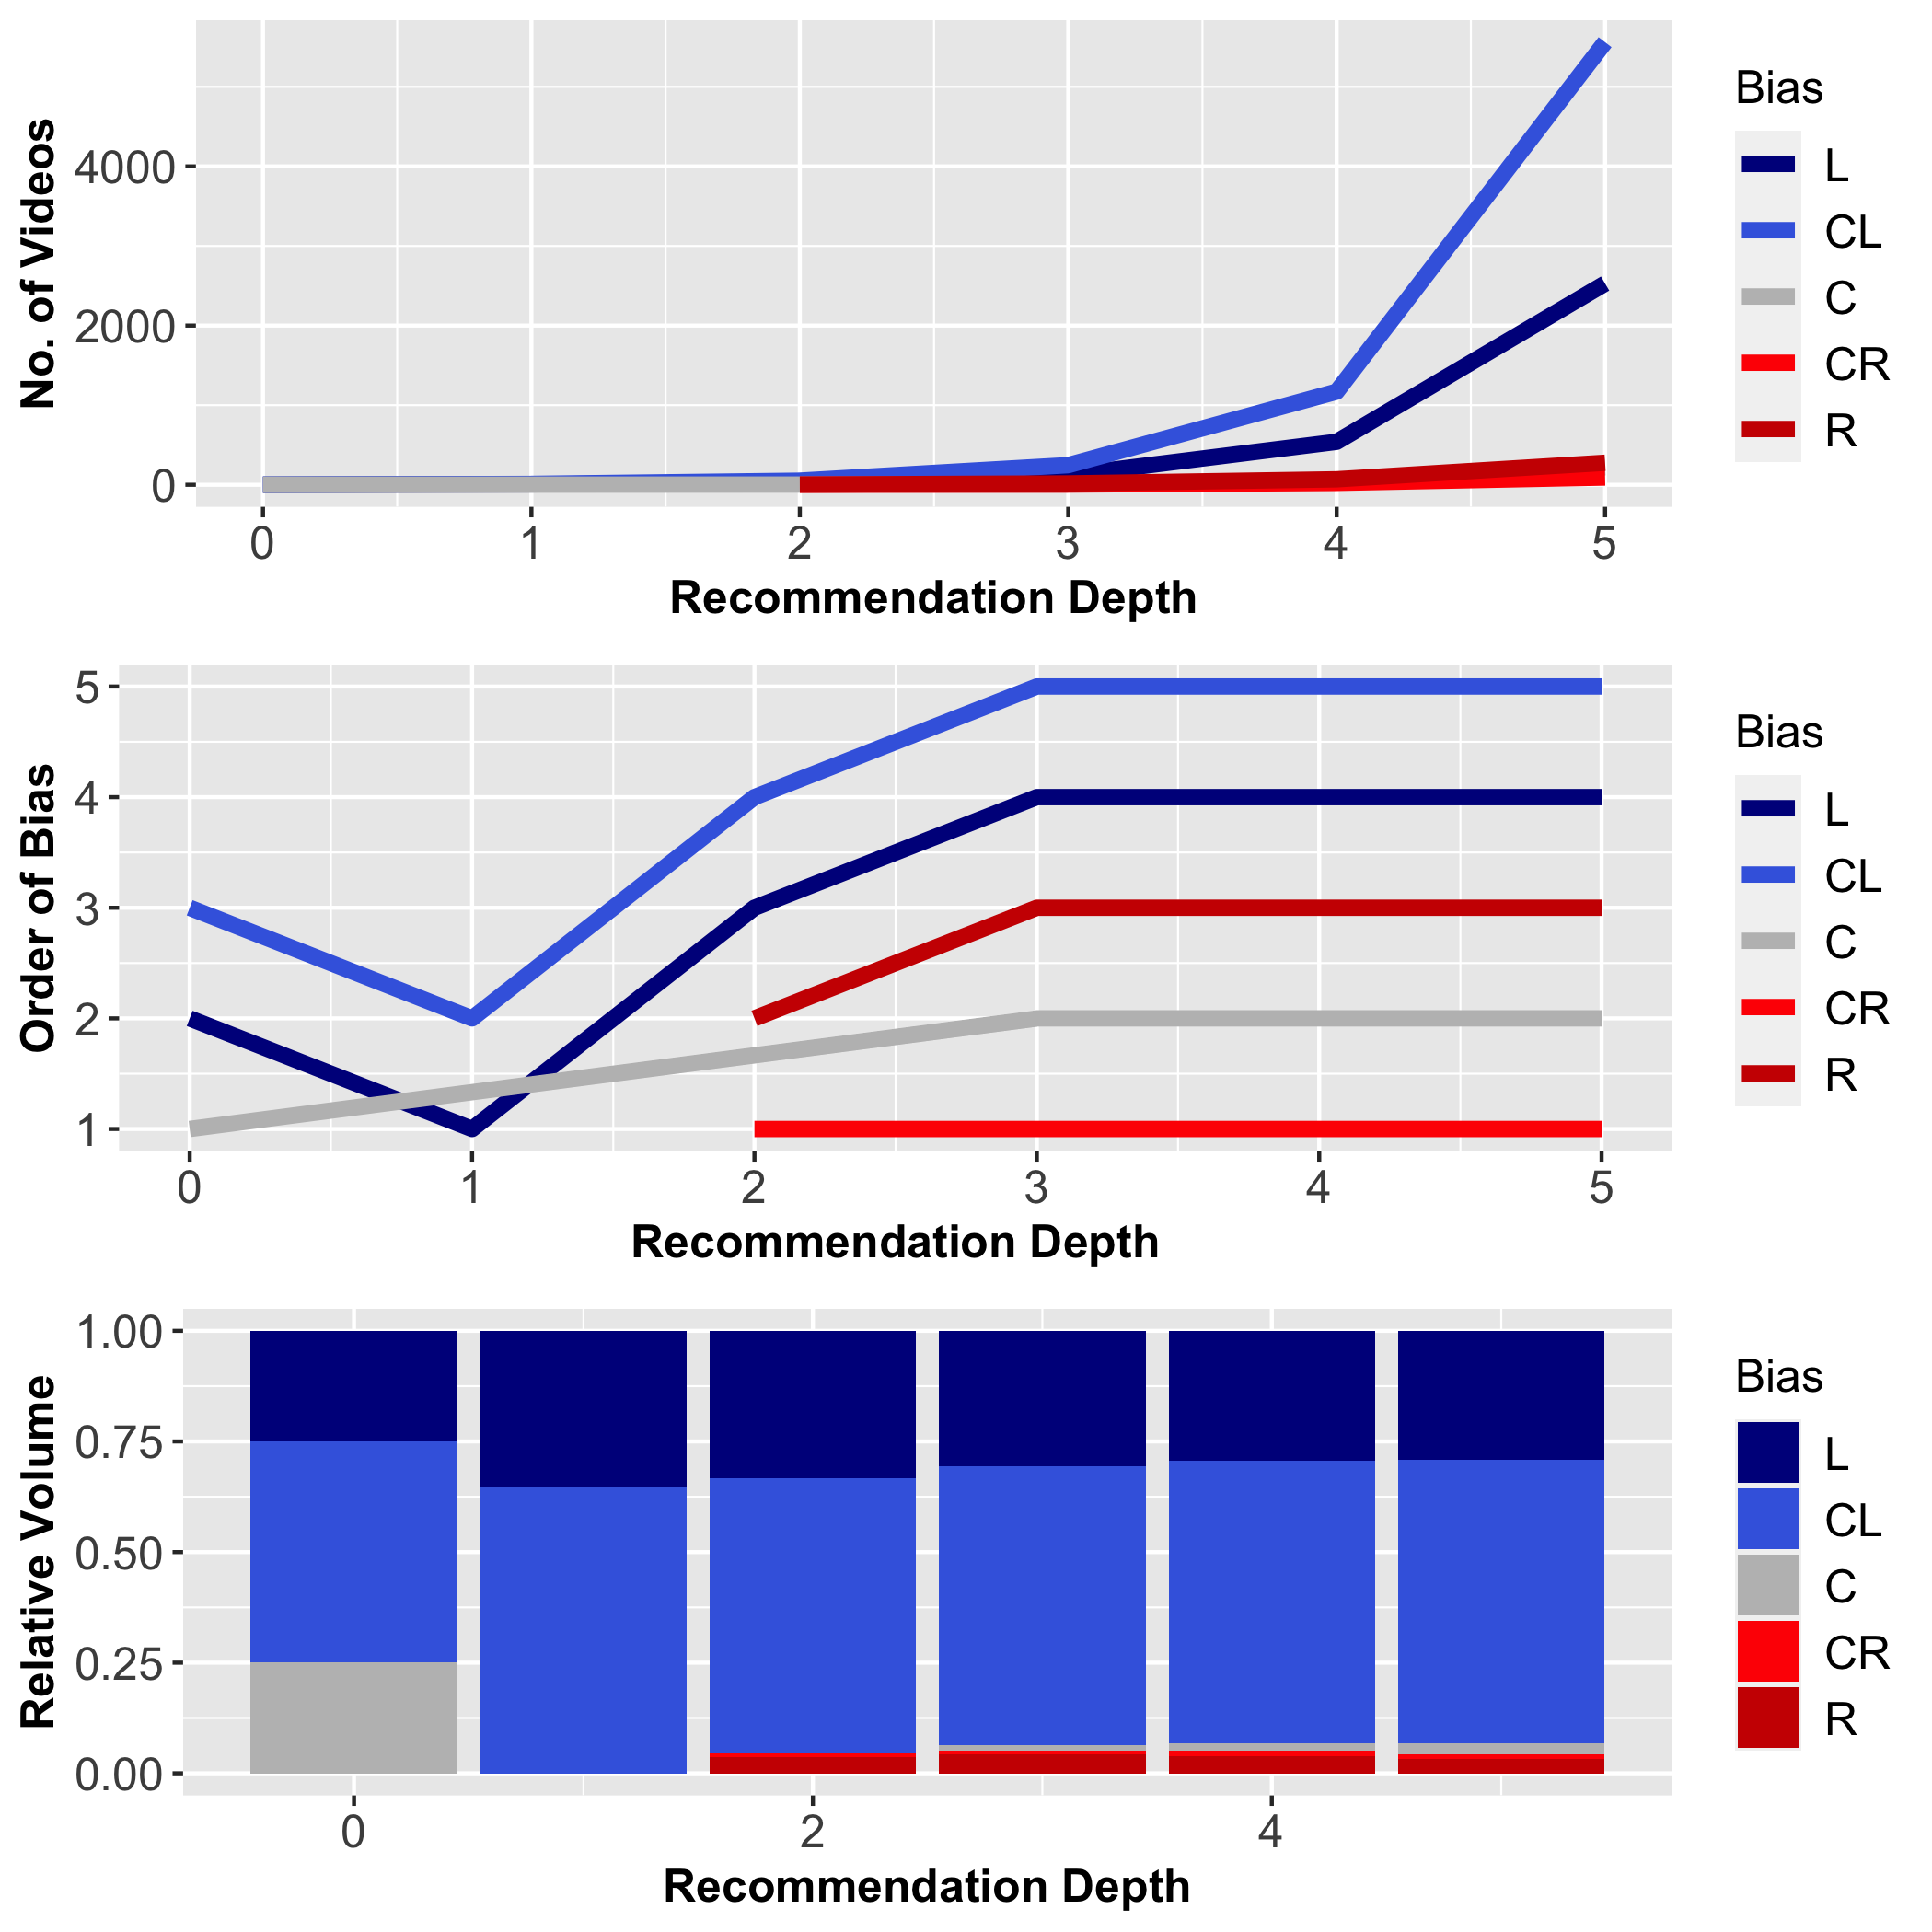 No. of Videos
4000
2000
0
0 1 2 3 4 5
Recommendation Depth
Bias
L
CL
C
CR
R
Order of Bias
5
4
3
2
1
0 1 2 3 4 5
Recommendation Depth
Bias
L
CL
C
CR
R
Relative Volume
1.00
0.75
0.50
0.25
0.00
0 2 4
Recommendation Depth
Bias
L
CL
C
CR
R